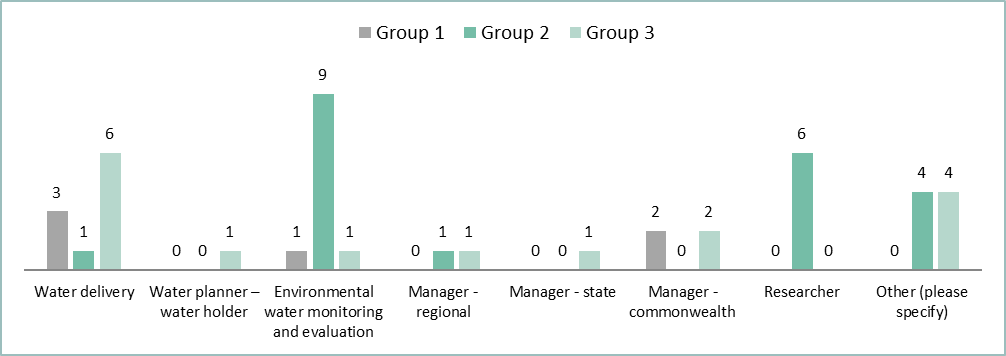 Group 1 Group 2 Group 3
9
6
6
4 4
3
2 2
1 1 1 1 1 1 1
0 0 0 0 0 0 0 0 0
Water delivery Water planner – Environmental Manager - Manager - state Manager - Researcher Other (please
water holder water monitoring regional commonwealth specify)
and evaluation